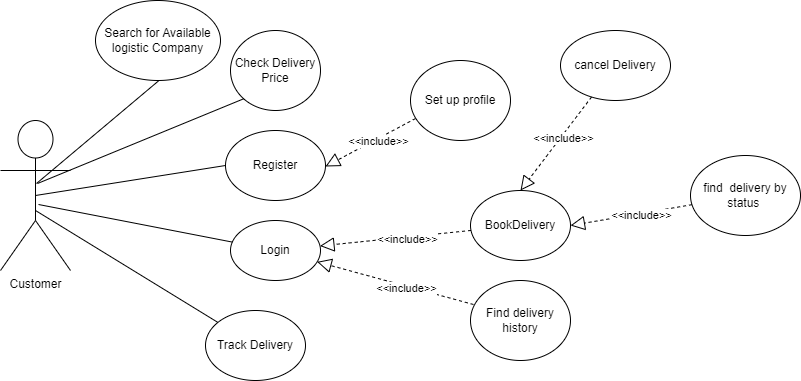 Search for Available
logistic Company
Check Delivery
Price
cancel Delivery
Set up profile
<<include>>
<<include>>
Register
find  delivery by
status
<<include>>
BookDelivery
Login
<<include>>
Customer
<<include>>
Find delivery
history
Track Delivery